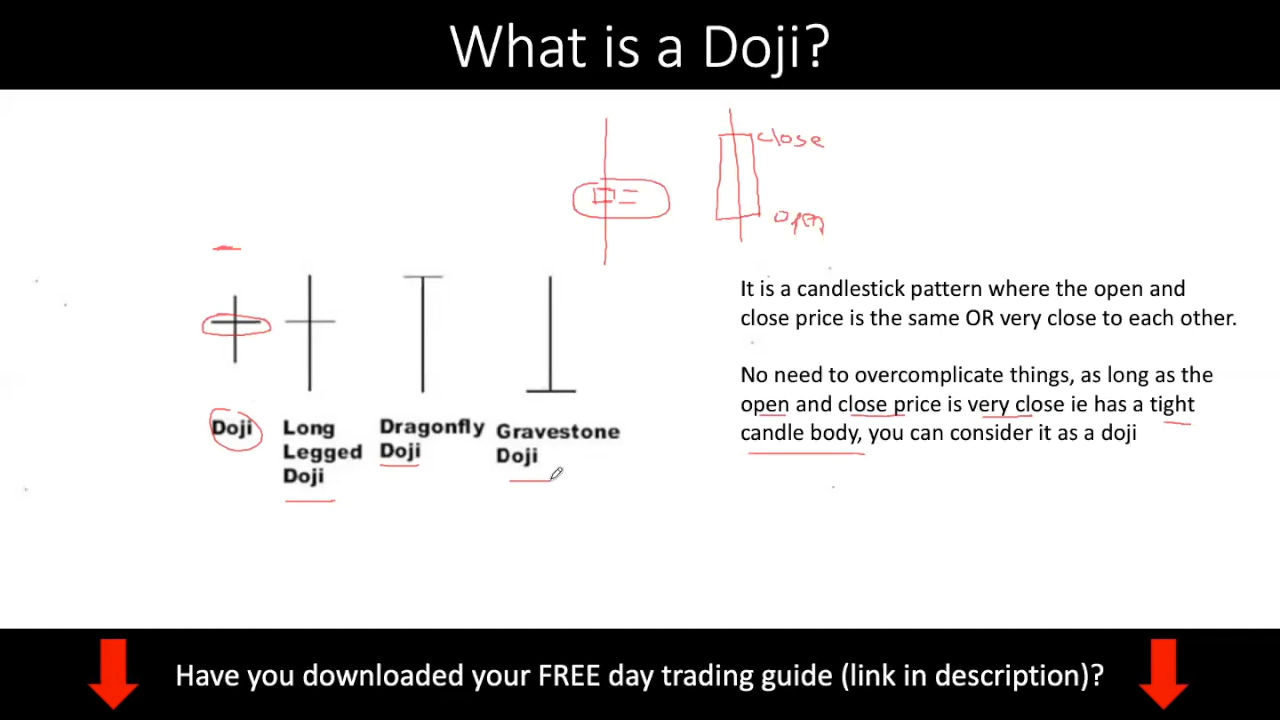 What is a Doji?
close
open
It is a candlestick pattern where the open and
close price is the same OR very close to each other.
No need to overcomplicate things, as long as the
open and close price is very close ie has a tight
candle body, you can consider it as a doji
Doji
Long
Legged
Doji
Dragonfly
Doji
Gravestone
Doji
Have you downloaded your FREE day trading guide (link in description)?